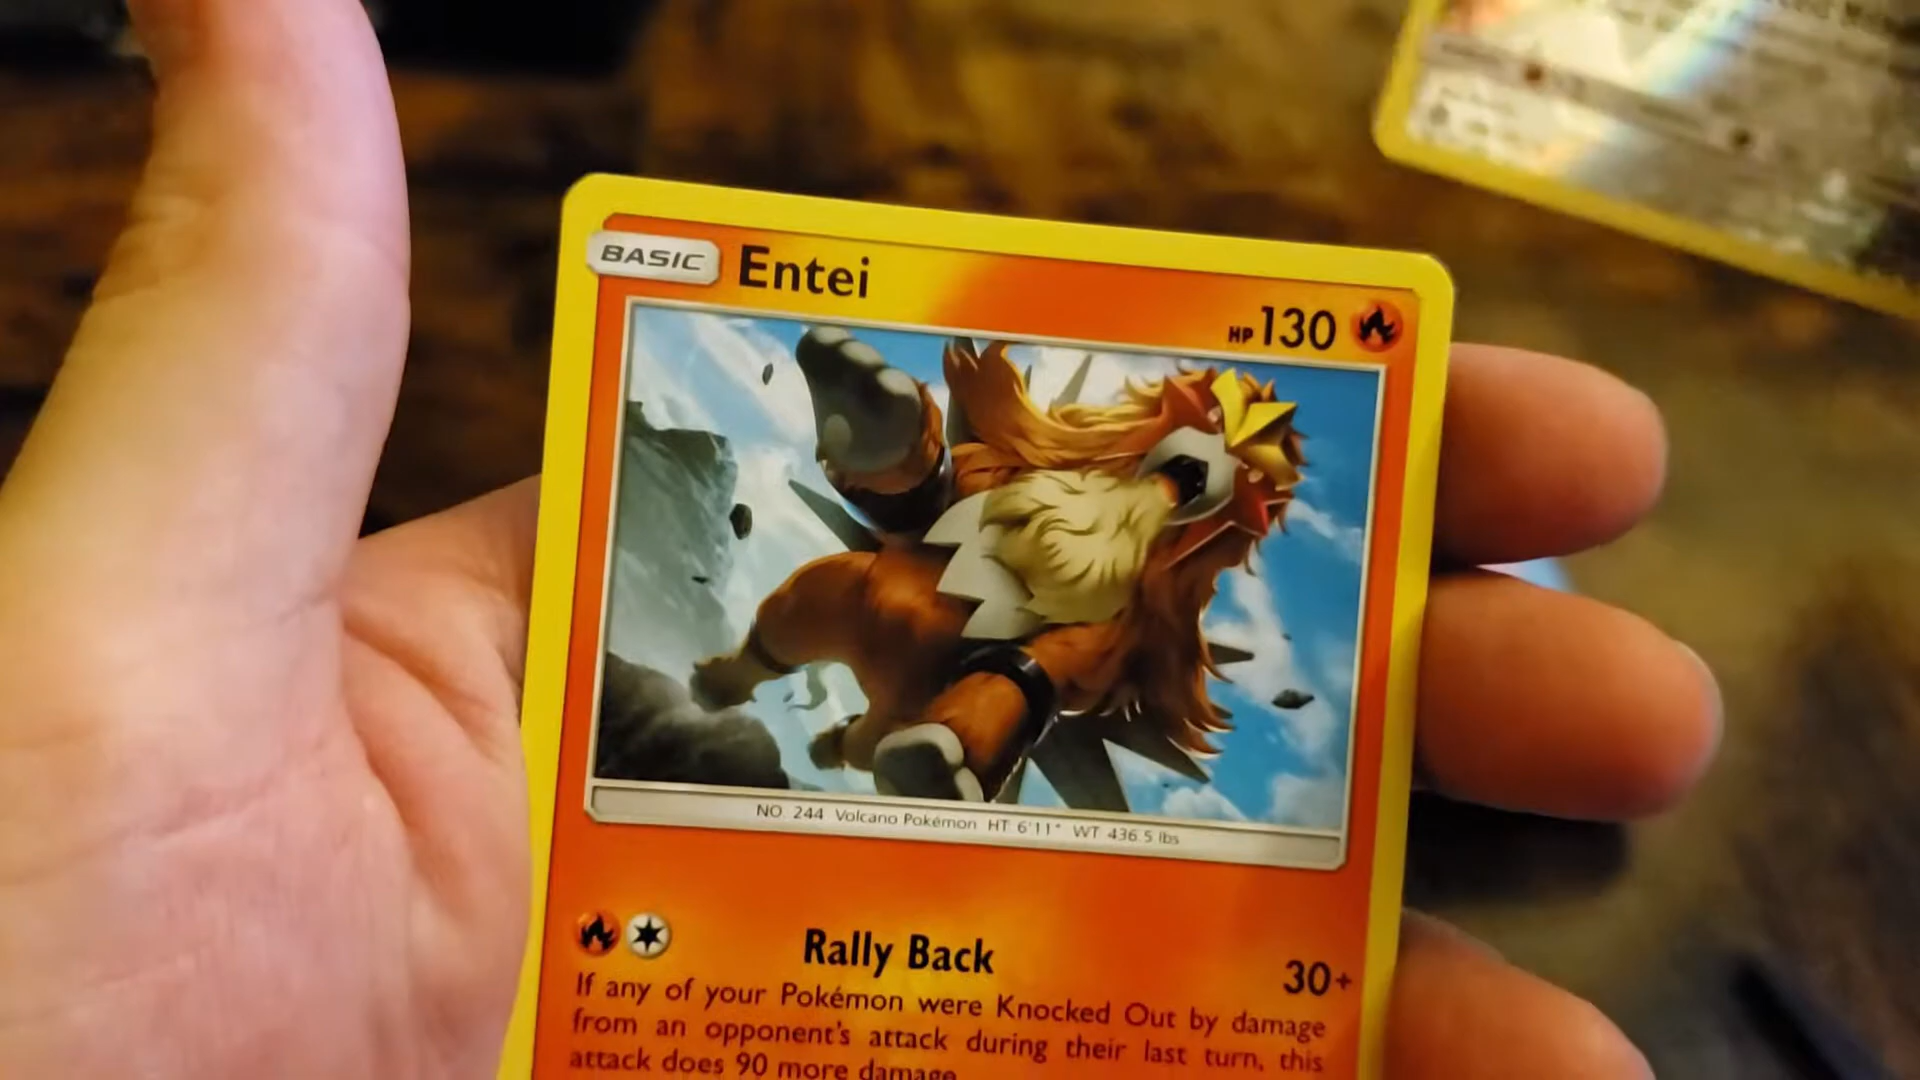 BASIC Entei
HP 130
NO. 244 Volcano Pokémon HT: 6'11" WT: 436.5 lbs
Rally Back
30+
If any of your Pokémon were Knocked Out by damage
from an opponent's attack during their last turn, this
attack does 90 more damage.